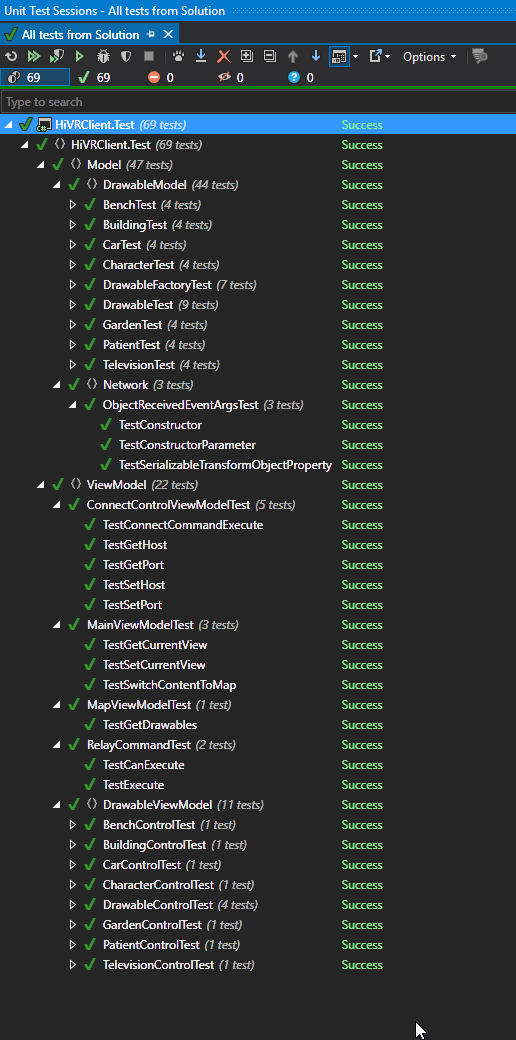 Unit Test Sessions - All tests from Solution
All tests from Solution
Options
69 69 0 0 0
Type to search
HiVRClient.Test (69 tests) Success
HiVRClient.Test (69 tests) Success
Model (47 tests) Success
DrawableModel (44 tests) Success
BenchTest (4 tests) Success
BuildingTest (4 tests) Success
CarTest (4 tests) Success
CharacterTest (4 tests) Success
DrawableFactoryTest (7 tests) Success
DrawableTest (9 tests) Success
GardenTest (4 tests) Success
PatientTest (4 tests) Success
TelevisionTest (4 tests) Success
Network (3 tests) Success
ObjectReceivedEventArgsTest (3 tests) Success
TestConstructor Success
TestConstructorParameter Success
TestSerializableTransformObjectProperty Success
ViewModel (22 tests) Success
ConnectControlViewModelTest (5 tests) Success
TestConnectCommandExecute Success
TestGetHost Success
TestGetPort Success
TestSetHost Success
TestSetPort Success
MainViewModelTest (3 tests) Success
TestGetCurrentView Success
TestSetCurrentView Success
TestSwitchContentToMap Success
MapViewModelTest (1 test) Success
TestGetDrawables Success
RelayCommandTest (2 tests) Success
TestCanExecute Success
TestExecute Success
DrawableViewModel (11 tests) Success
BenchControlTest (1 test) Success
BuildingControlTest (1 test) Success
CarControlTest (1 test) Success
CharacterControlTest (1 test) Success
DrawableControlTest (4 tests) Success
GardenControlTest (1 test) Success
PatientControlTest (1 test) Success
TelevisionControlTest (1 test) Success